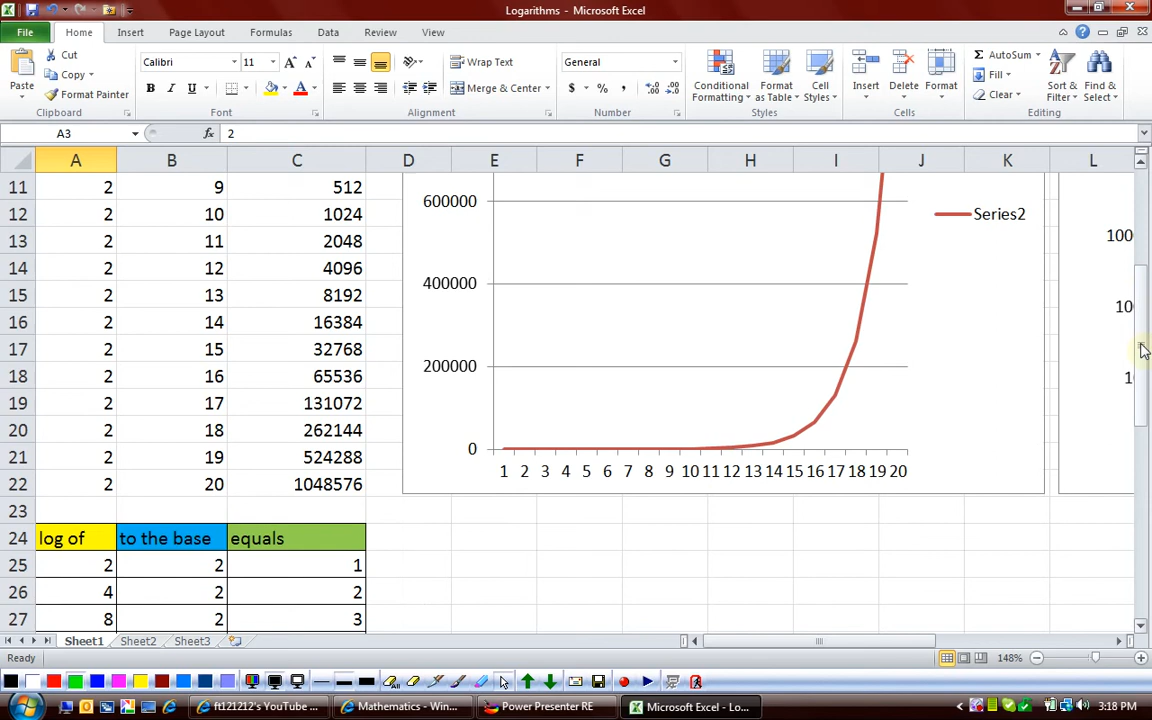 Logarithms - Microsoft Excel
File Home Insert Page Layout Formulas Data Review View
Cut
Copy
Format Painter
Paste
Clipboard
Calibri 11
B I U
Font
Wrap Text
Merge & Center
Alignment
General
$ % ,
Number
Conditional Formatting
Format as Table
Cell Styles
Styles
Insert Delete Format
Cells
Σ AutoSum
Fill
Clear
Sort & Filter
Find & Select
Editing
A3 fx 2
A B C D E F G H I J K L
11 2 9 512
12 2 10 1024
13 2 11 2048
14 2 12 4096
15 2 13 8192
16 2 14 16384
17 2 15 32768
18 2 16 65536
19 2 17 131072
20 2 18 262144
21 2 19 524288
22 2 20 1048576
23
24 log of to the base equals
25 2 2 1
26 4 2 2
27 8 2 3
600000
400000
200000
0
1 2 3 4 5 6 7 8 9 10 11 12 13 14 15 16 17 18 19 20
Series2
Sheet1 Sheet2 Sheet3
Ready 148%
ft121212's YouTube ...
Mathematics - Win...
Power Presenter RE
Microsoft Excel - Lo...
3:18 PM